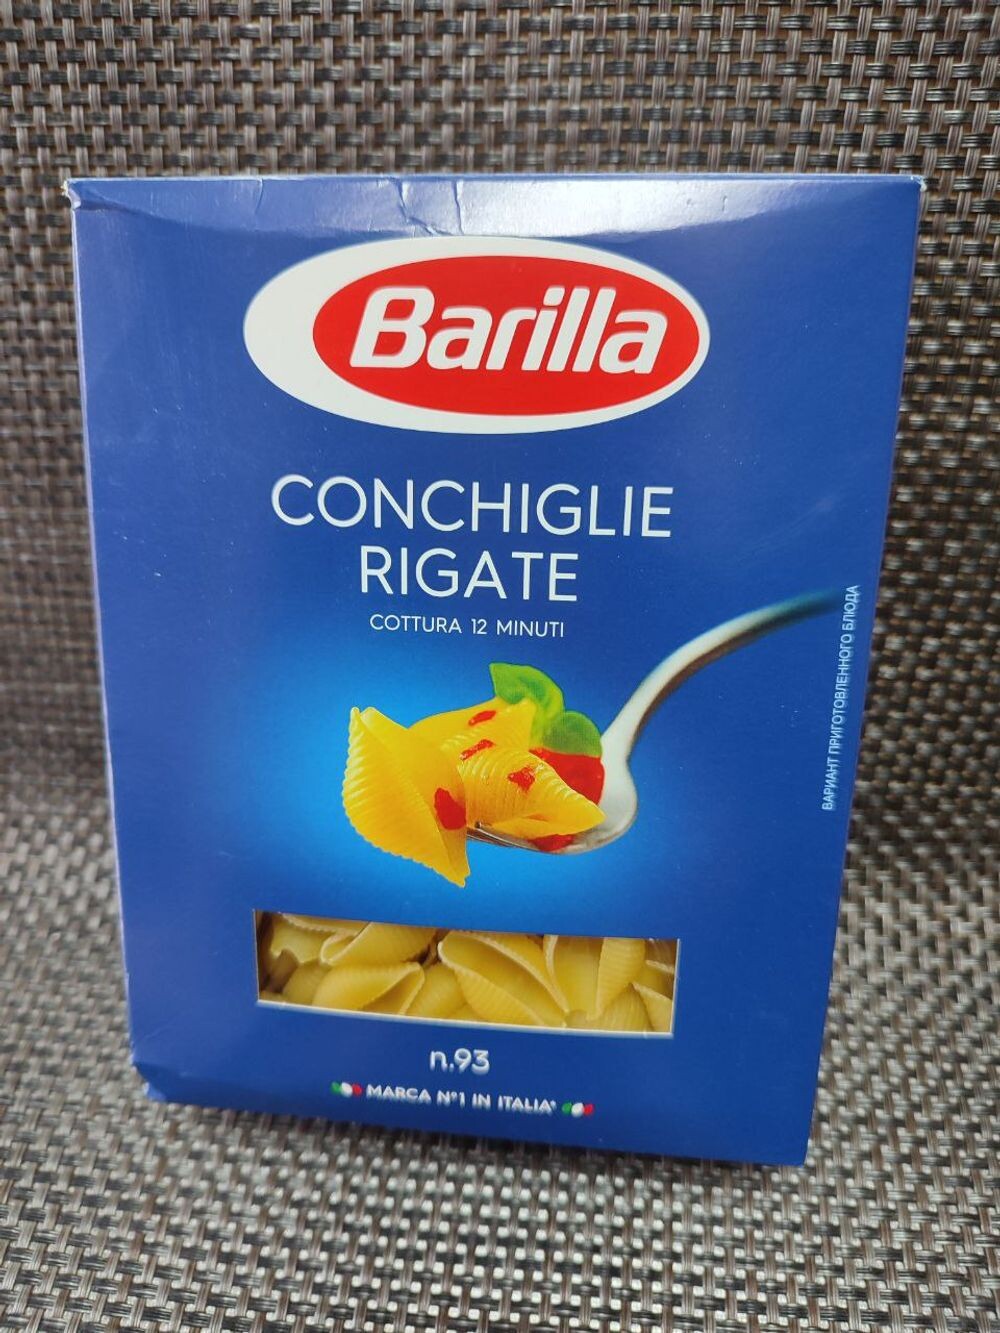 Barilla
CONCHIGLIE
RIGATE
COTTURA 12 MINUTI
ВАРИАНТ ПРИГОТОВЛЕННОГО БЛЮДА
n.93
MARCA N°1 IN ITALIA*